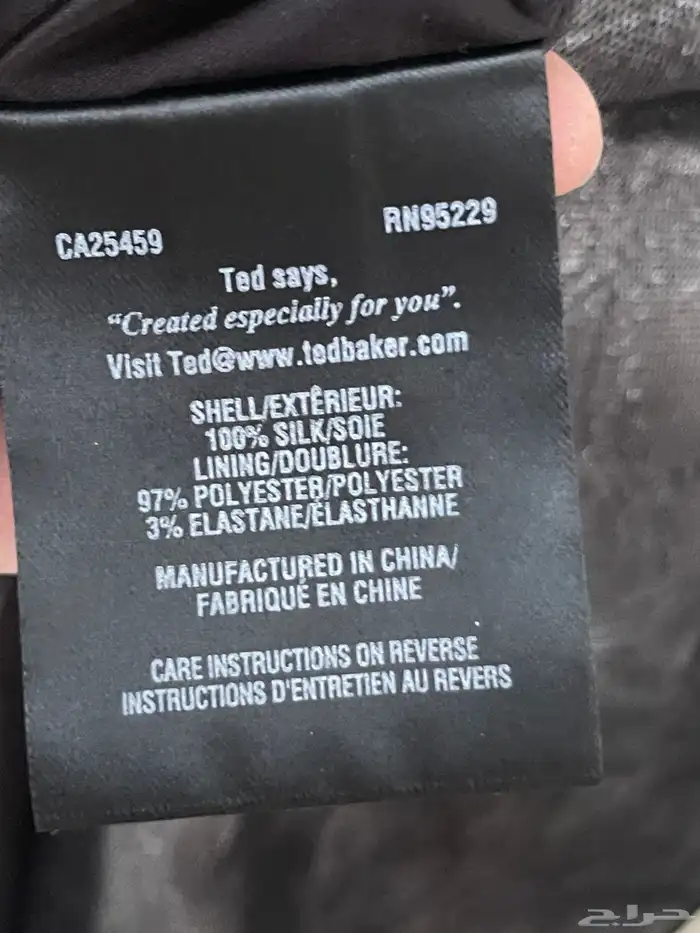 CA25459
RN95229
Ted says,
“Created especially for you”.
Visit Ted@www.tedbaker.com
SHELL/EXTÊRIEUR:
100% SILK/SOIE
LINING/DOUBLURE:
97% POLYESTER/POLYESTER
3% ELASTANE/ÉLASTHANNE
MANUFACTURED IN CHINA/
FABRIQUÉ EN CHINE
CARE INSTRUCTIONS ON REVERSE
INSTRUCTIONS D'ENTRETIEN AU REVERS
حراج